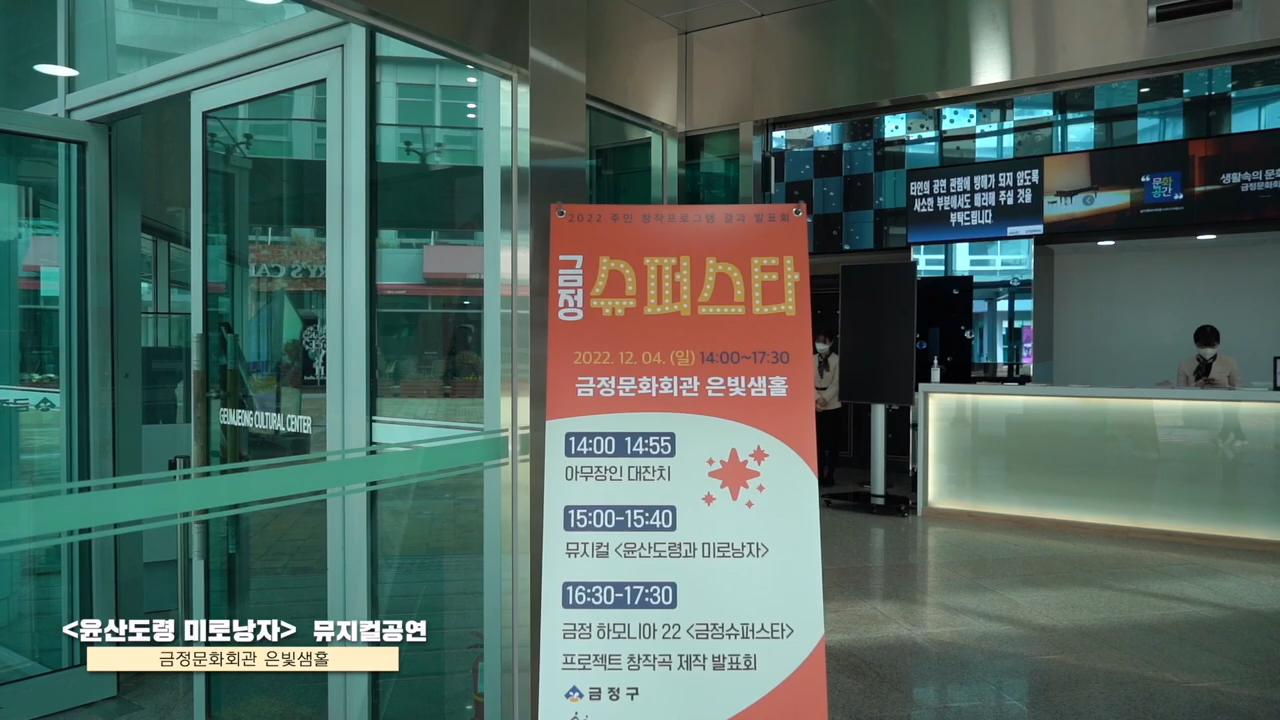 2022 주민 창작프로그램 결과 발표회
금정 슈퍼스타
2022. 12. 04. (일) 14:00~17:30
금정문화회관 은빛샘홀
14:00 14:55
아무장인 대잔치
15:00-15:40
뮤지컬 <윤산도령과 미로낭자>
16:30-17:30
금정 하모니아 22 <금정슈퍼스타>
프로젝트 창작곡 제작 발표회
금정구
GEUMJEONG CULTURAL CENTER
타인의 공연 관람에 방해가 되지 않도록
사소한 부분에서도 배려해 주실 것을
부탁드립니다
“문화
공간”
생활속의 문화
금정문화
<윤산도령 미로낭자> 뮤지컬공연
금정문화회관 은빛샘홀